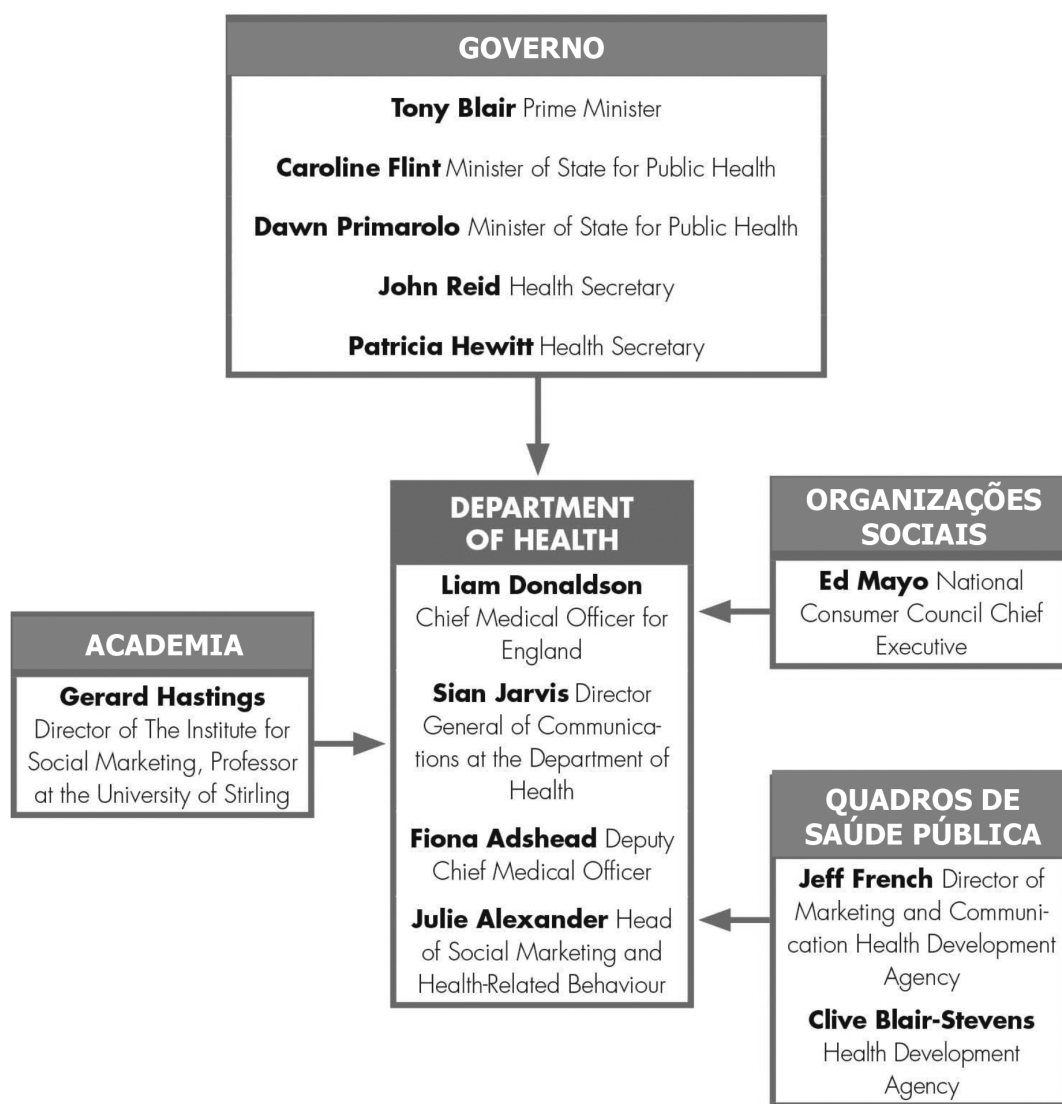 GOVERNO
Tony Blair Prime Minister
Caroline Flint Minister of State for Public Health
Dawn Primarolo Minister of State for Public Health
John Reid Health Secretary
Patricia Hewitt Health Secretary
DEPARTMENT
OF HEALTH
Liam Donaldson
Chief Medical Officer for
England
Sian Jarvis Director
General of Communica-
tions at the Department of
Health
Fiona Adshead Deputy
Chief Medical Officer
Julie Alexander Head
of Social Marketing and
Health-Related Behaviour
ORGANIZAÇÕES
SOCIAIS
Ed Mayo National
Consumer Council Chief
Executive
ACADEMIA
Gerard Hastings
Director of The Institute for
Social Marketing, Professor
at the University of Stirling
QUADROS DE
SAÚDE PÚBLICA
Jeff French Director of
Marketing and Communi-
cation Health Development
Agency
Clive Blair-Stevens
Health Development
Agency